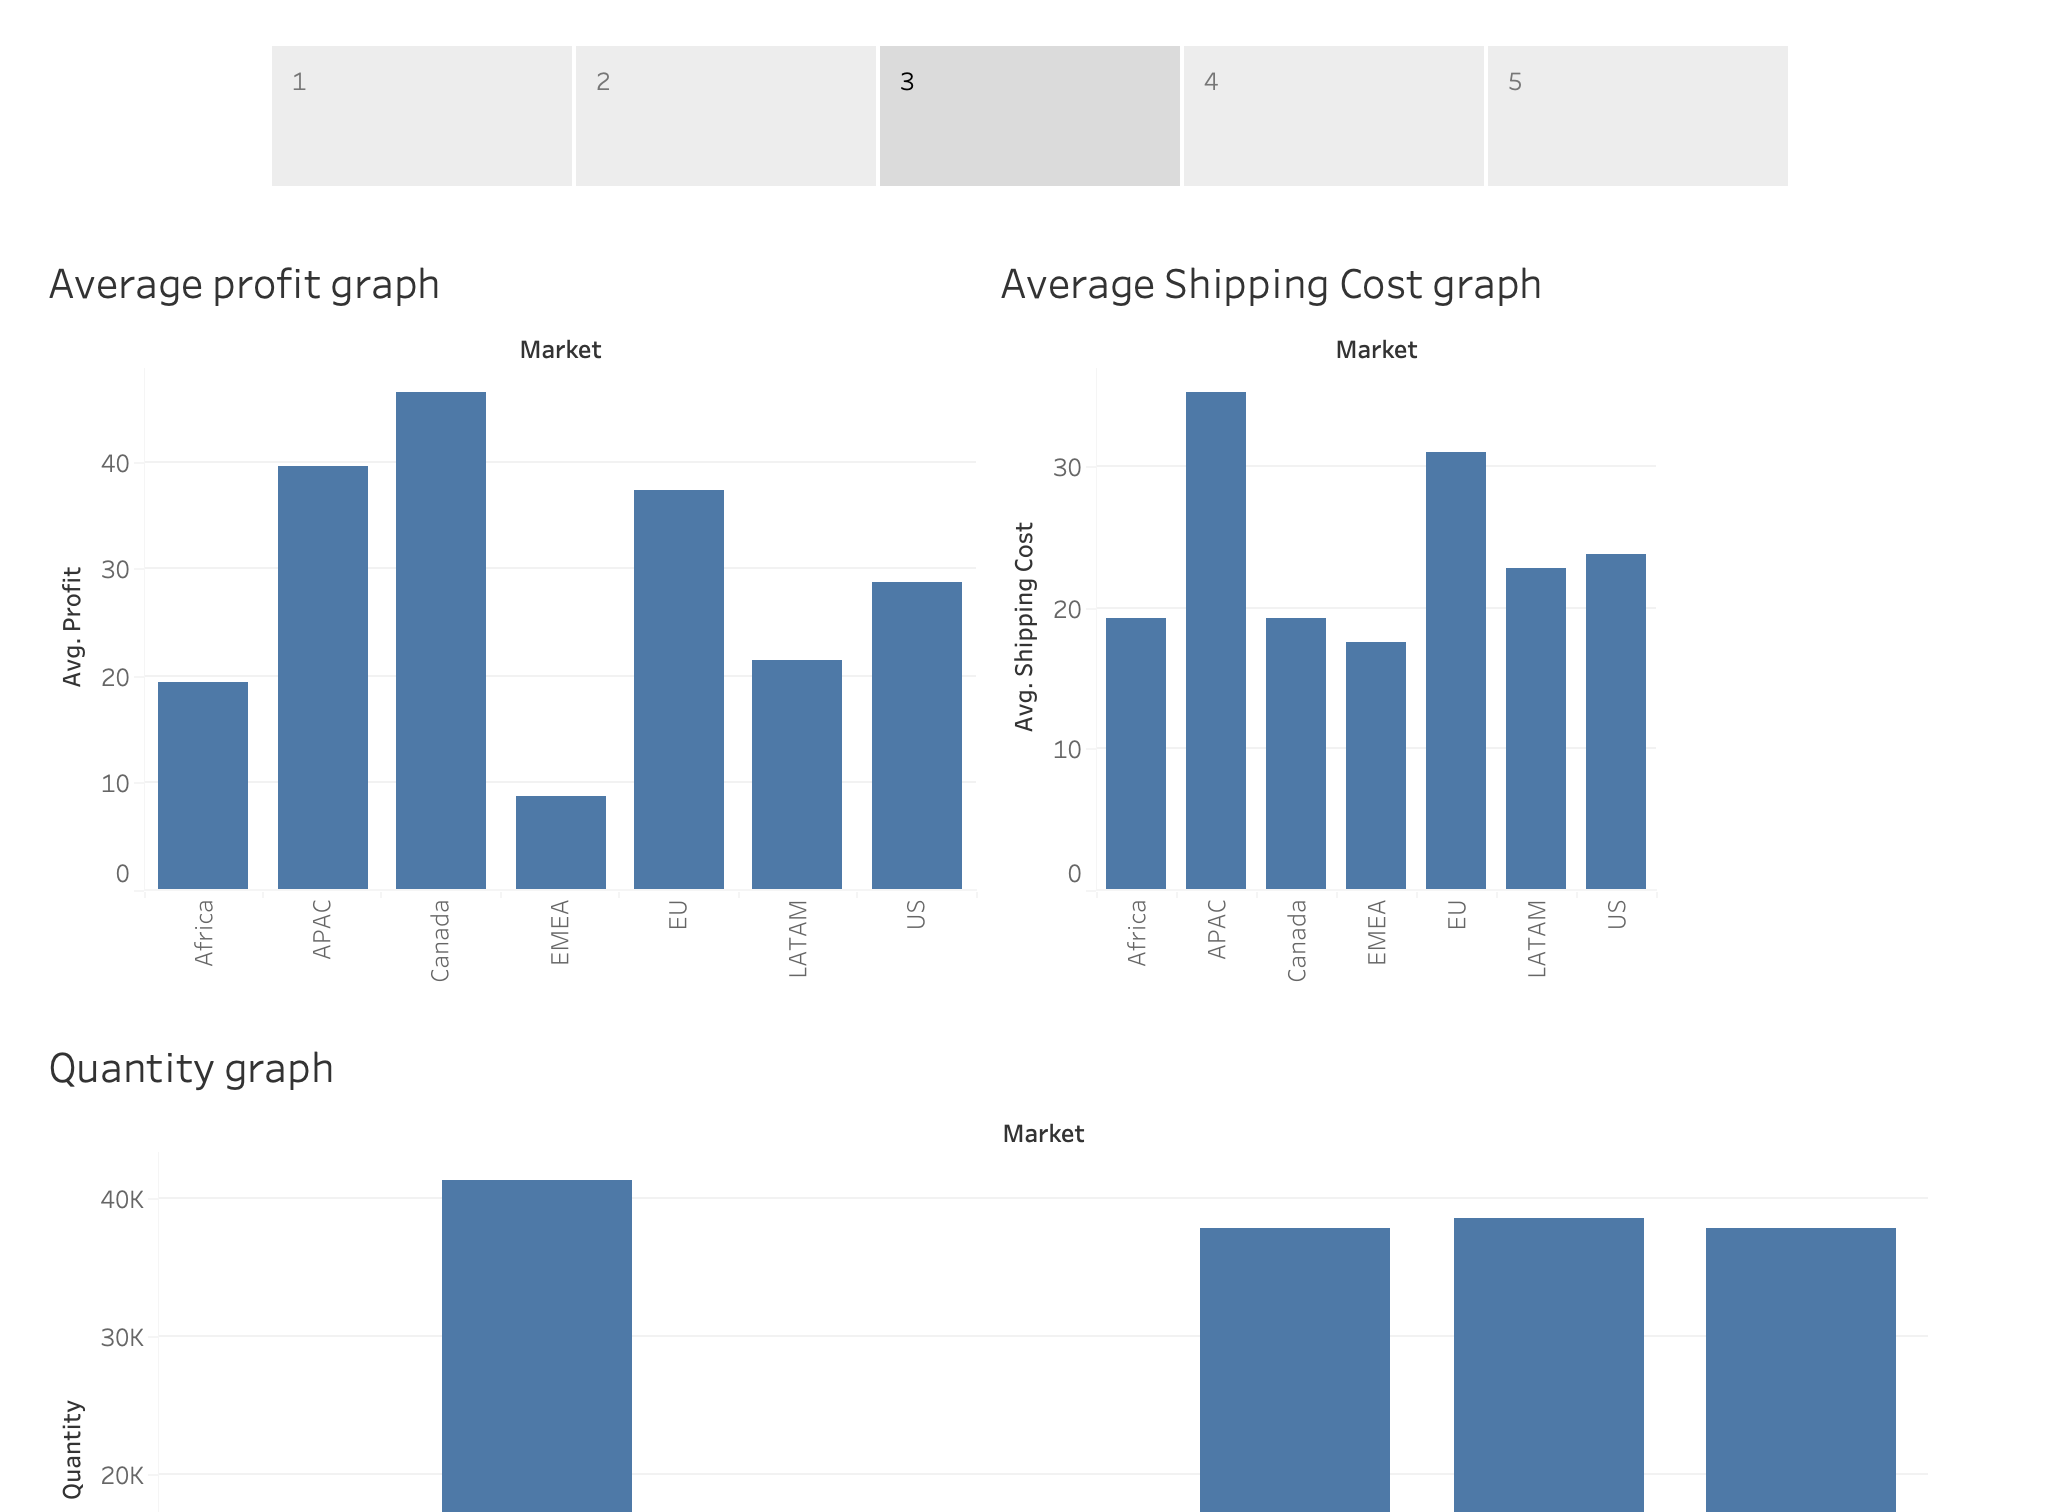 1 2 3 4 5
Average profit graph
Market
Avg. Profit
40
30
20
10
0
Africa APAC Canada EMEA EU LATAM US
Average Shipping Cost graph
Market
Avg. Shipping Cost
30
20
10
0
Africa APAC Canada EMEA EU LATAM US
Quantity graph
Market
Quantity
40K
30K
20K